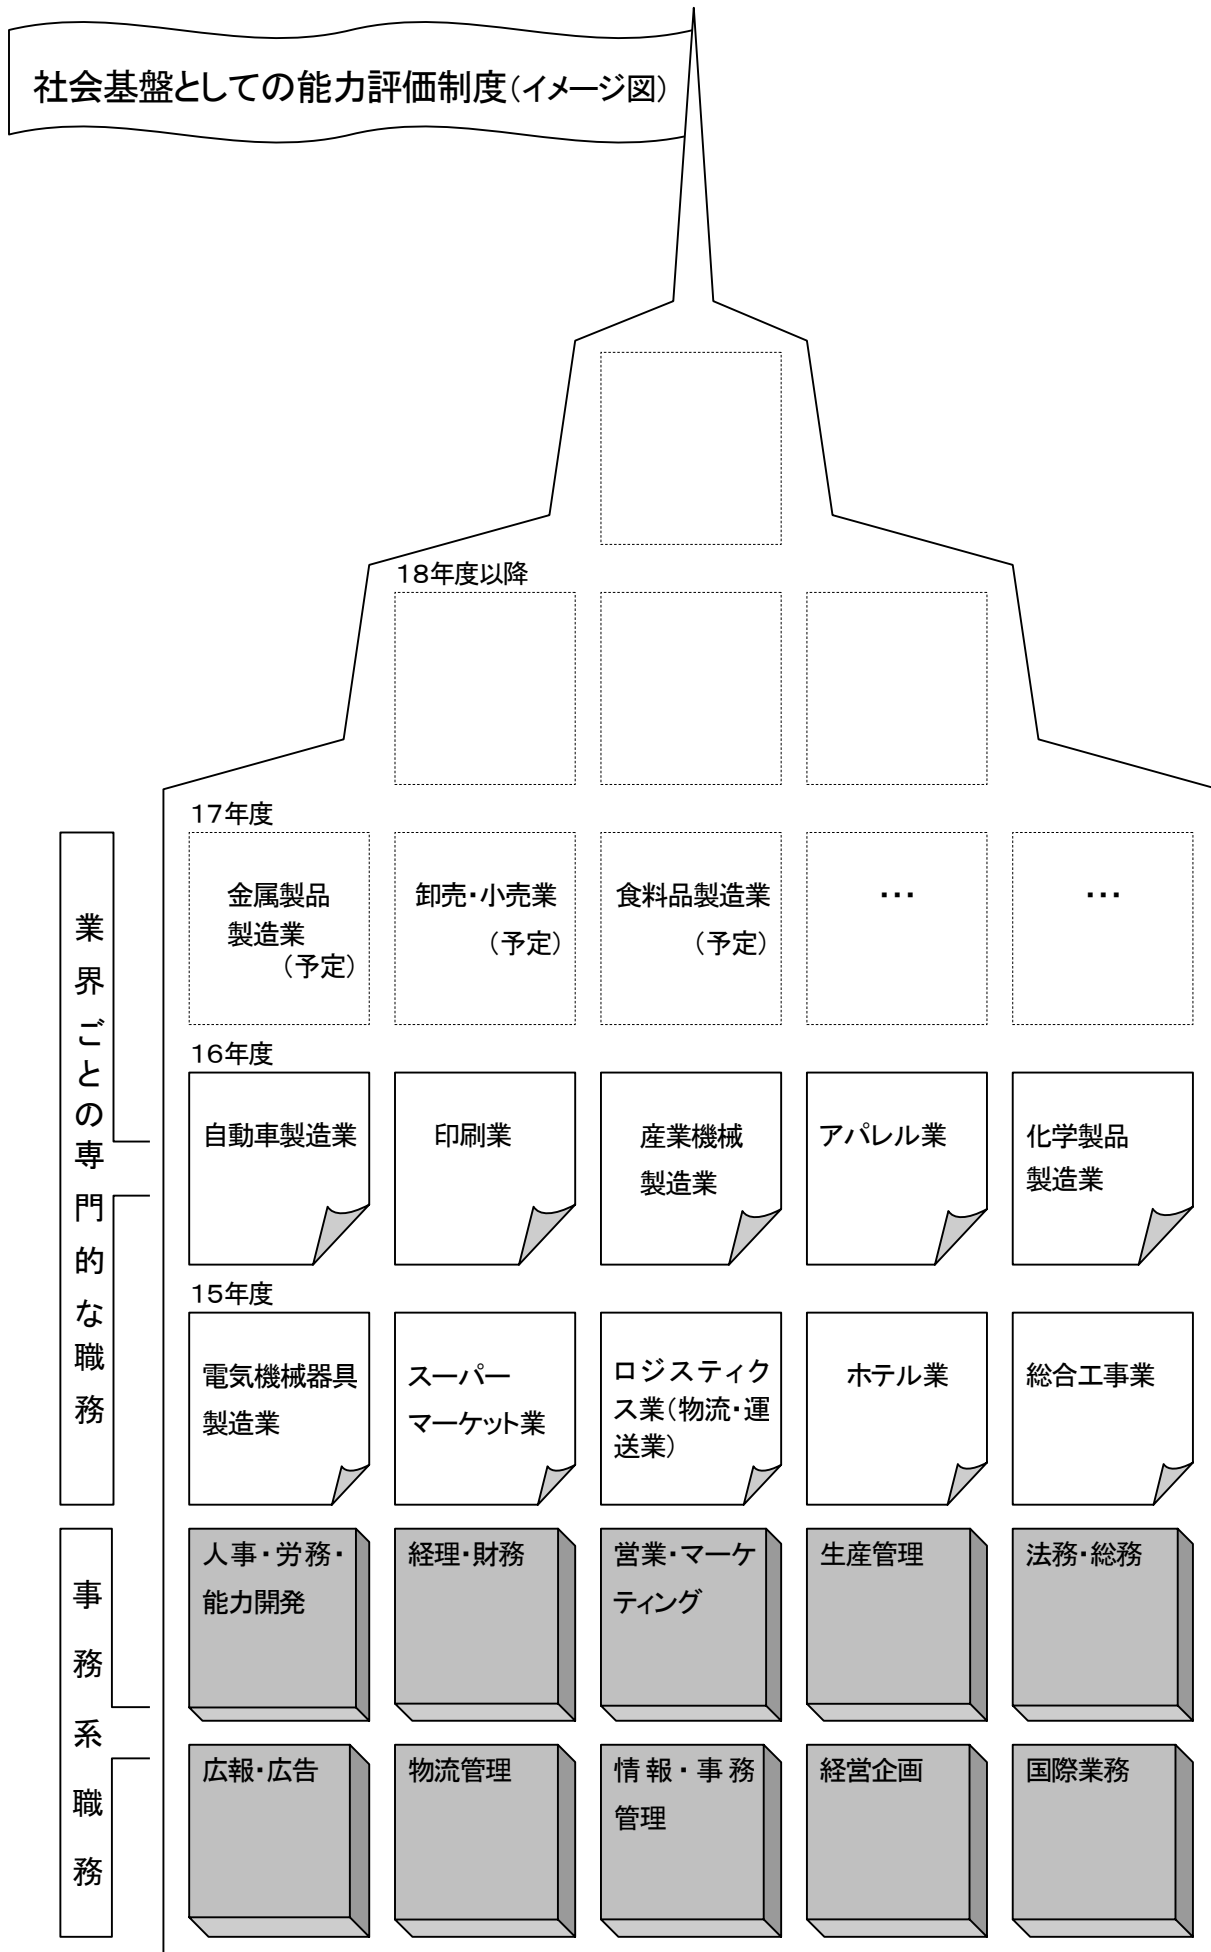 社会基盤としての能力評価制度（イメージ図）
１８年度以降
１７年度
金属製品
製造業
（予定）
卸売・小売業
（予定）
食料品製造業
（予定）
･･･
･･･
１６年度
自動車製造業
印刷業
産業機械
製造業
アパレル業
化学製品
製造業
１５年度
電気機械器具
製造業
スーパー
マーケット業
ロジスティク
ス業（物流・運
送業）
ホテル業
総合工事業
業界ごとの専門的な職務
人事・労務・
能力開発
経理・財務
営業・マーケ
ティング
生産管理
法務・総務
広報・広告
物流管理
情報・事務
管理
経営企画
国際業務
事務系職務